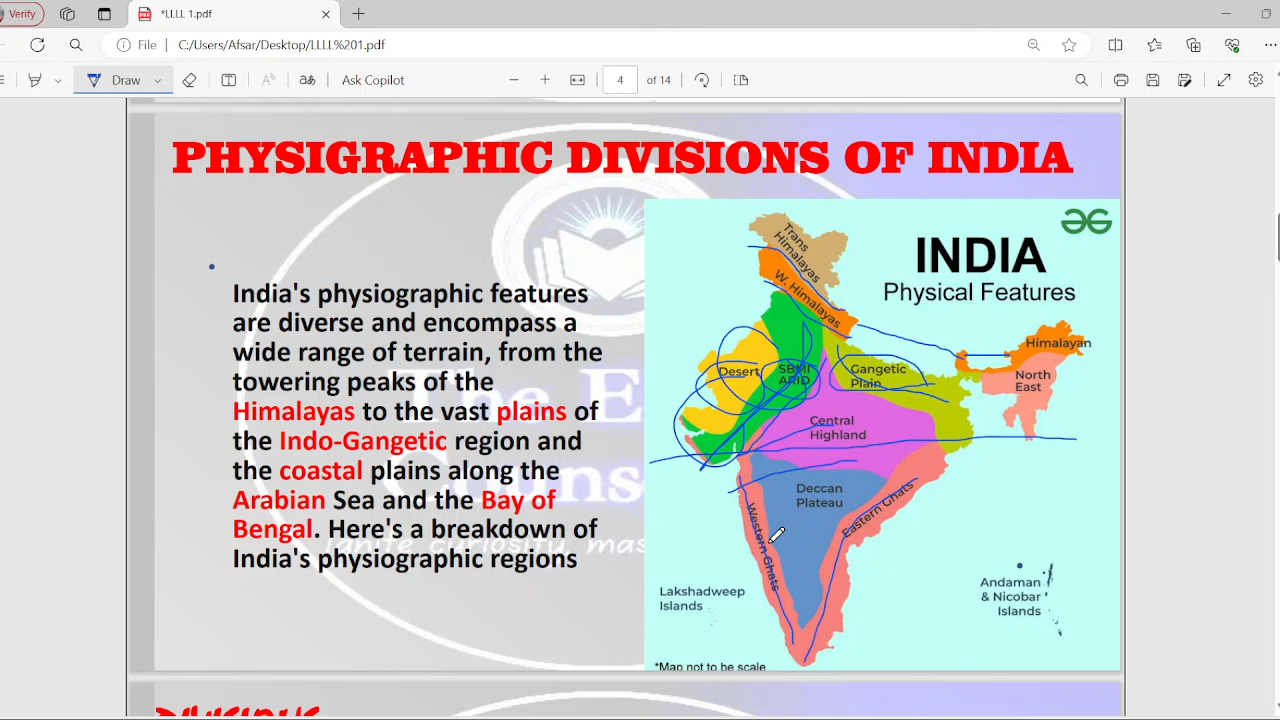 Verify
*LLLL 1.pdf
File
C:/Users/Afsar/Desktop/LLLL%201.pdf
Draw
Ask Copilot
4
of 14
PHYSIGRAPHIC DIVISIONS OF INDIA
India's physiographic features
are diverse and encompass a
wide range of terrain, from the
towering peaks of the
Himalayas to the vast plains of
the Indo-Gangetic region and
the coastal plains along the
Arabian Sea and the Bay of
Bengal. Here's a breakdown of
India's physiographic regions
INDIA
Physical Features
Trans
Himalayas
W. Himalayas
Himalayan
North
East
Desert
SBMI
ARID
Gangetic
Plain
Central
Highland
Deccan
Plateau
Western Ghats
Eastern Ghats
Lakshadweep
Islands
Andaman
& Nicobar
Islands
*Map not to be scale